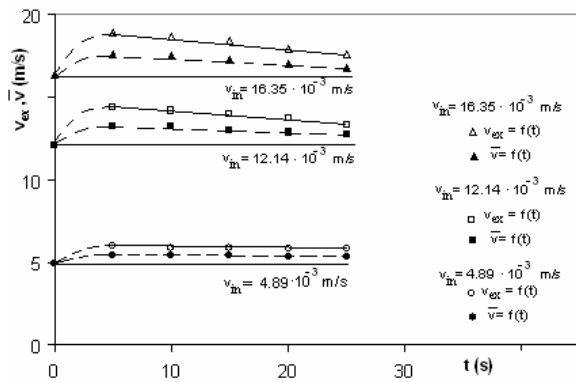 20
15
10
5
0
v_ex, v̄ (m/s)
v_in = 16.35 · 10^-3 m/s
v_in = 12.14 · 10^-3 m/s
v_in = 4.89 · 10^-3 m/s
v_in = 16.35 · 10^-3 m/s
△ v_ex = f(t)
▲ v̄ = f(t)
v_in = 12.14 · 10^-3 m/s
□ v_ex = f(t)
■ v̄ = f(t)
v_in = 4.89 · 10^-3 m/s
○ v_ex = f(t)
● v̄ = f(t)
0 10 20 30 t (s)